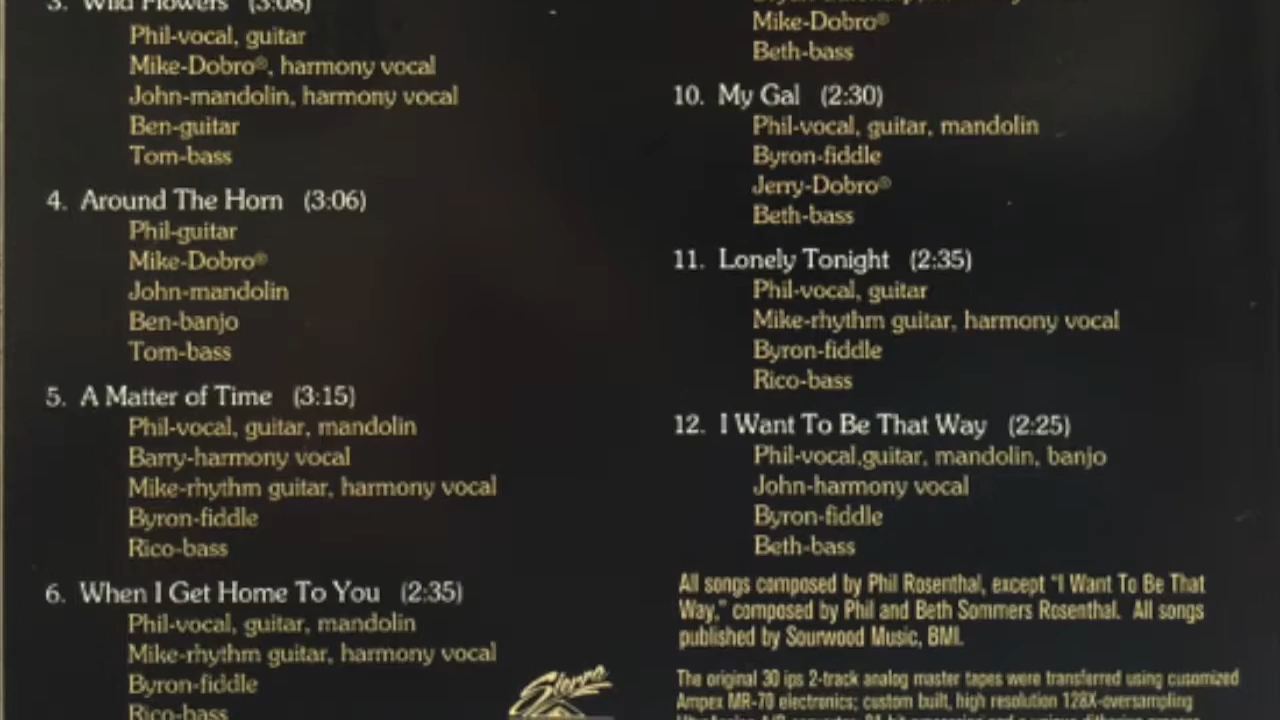 3. Wild Flowers (3:08)
Phil-vocal, guitar
Mike-Dobro®, harmony vocal
John-mandolin, harmony vocal
Ben-guitar
Tom-bass
4. Around The Horn (3:06)
Phil-guitar
Mike-Dobro®
John-mandolin
Ben-banjo
Tom-bass
5. A Matter of Time (3:15)
Phil-vocal, guitar, mandolin
Barry-harmony vocal
Mike-rhythm guitar, harmony vocal
Byron-fiddle
Rico-bass
6. When I Get Home To You (2:35)
Phil-vocal, guitar, mandolin
Mike-rhythm guitar, harmony vocal
Byron-fiddle
Rico-bass
Sierra
Mike-Dobro®
Beth-bass
10. My Gal (2:30)
Phil-vocal, guitar, mandolin
Byron-fiddle
Jerry-Dobro®
Beth-bass
11. Lonely Tonight (2:35)
Phil-vocal, guitar
Mike-rhythm guitar, harmony vocal
Byron-fiddle
Rico-bass
12. I Want To Be That Way (2:25)
Phil-vocal,guitar, mandolin, banjo
John-harmony vocal
Byron-fiddle
Beth-bass
All songs composed by Phil Rosenthal, except "I Want To Be That
Way," composed by Phil and Beth Sommers Rosenthal. All songs
published by Sourwood Music, BMI.
The original 30 ips 2-track analog master tapes were transferred using cusomized
Ampex MR-70 electronics; custom built, high resolution 128X-oversampling